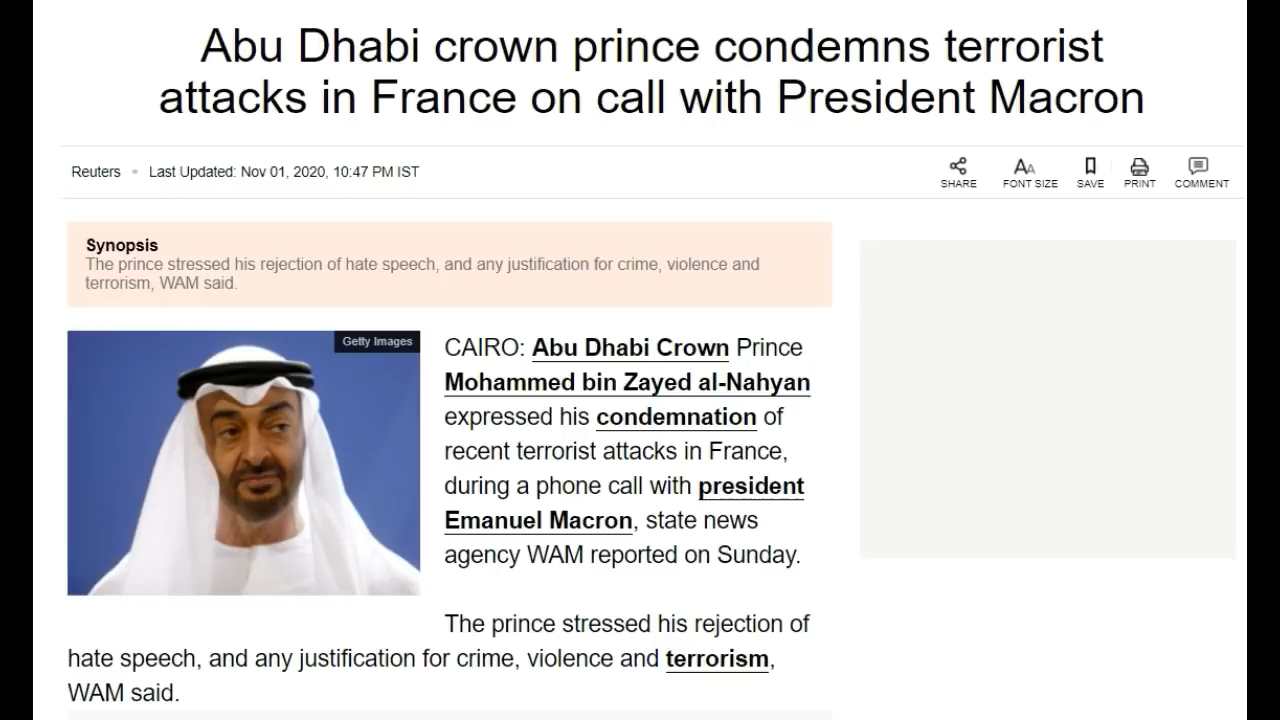 Abu Dhabi crown prince condemns terrorist
attacks in France on call with President Macron
Reuters • Last Updated: Nov 01, 2020, 10:47 PM IST
SHARE FONT SIZE SAVE PRINT COMMENT
Synopsis
The prince stressed his rejection of hate speech, and any justification for crime, violence and
terrorism, WAM said.
Getty Images
CAIRO: Abu Dhabi Crown Prince
Mohammed bin Zayed al-Nahyan
expressed his condemnation of
recent terrorist attacks in France,
during a phone call with president
Emanuel Macron, state news
agency WAM reported on Sunday.
The prince stressed his rejection of
hate speech, and any justification for crime, violence and terrorism,
WAM said.